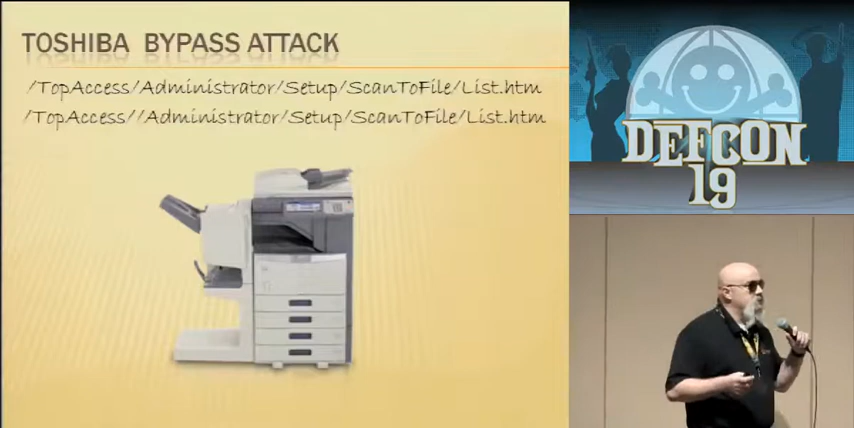 TOSHIBA BYPASS ATTACK
/TopAccess/Administrator/Setup/ScanToFile/List.htm
/TopAccess//Administrator/Setup/ScanToFile/List.htm
DEFCON
19